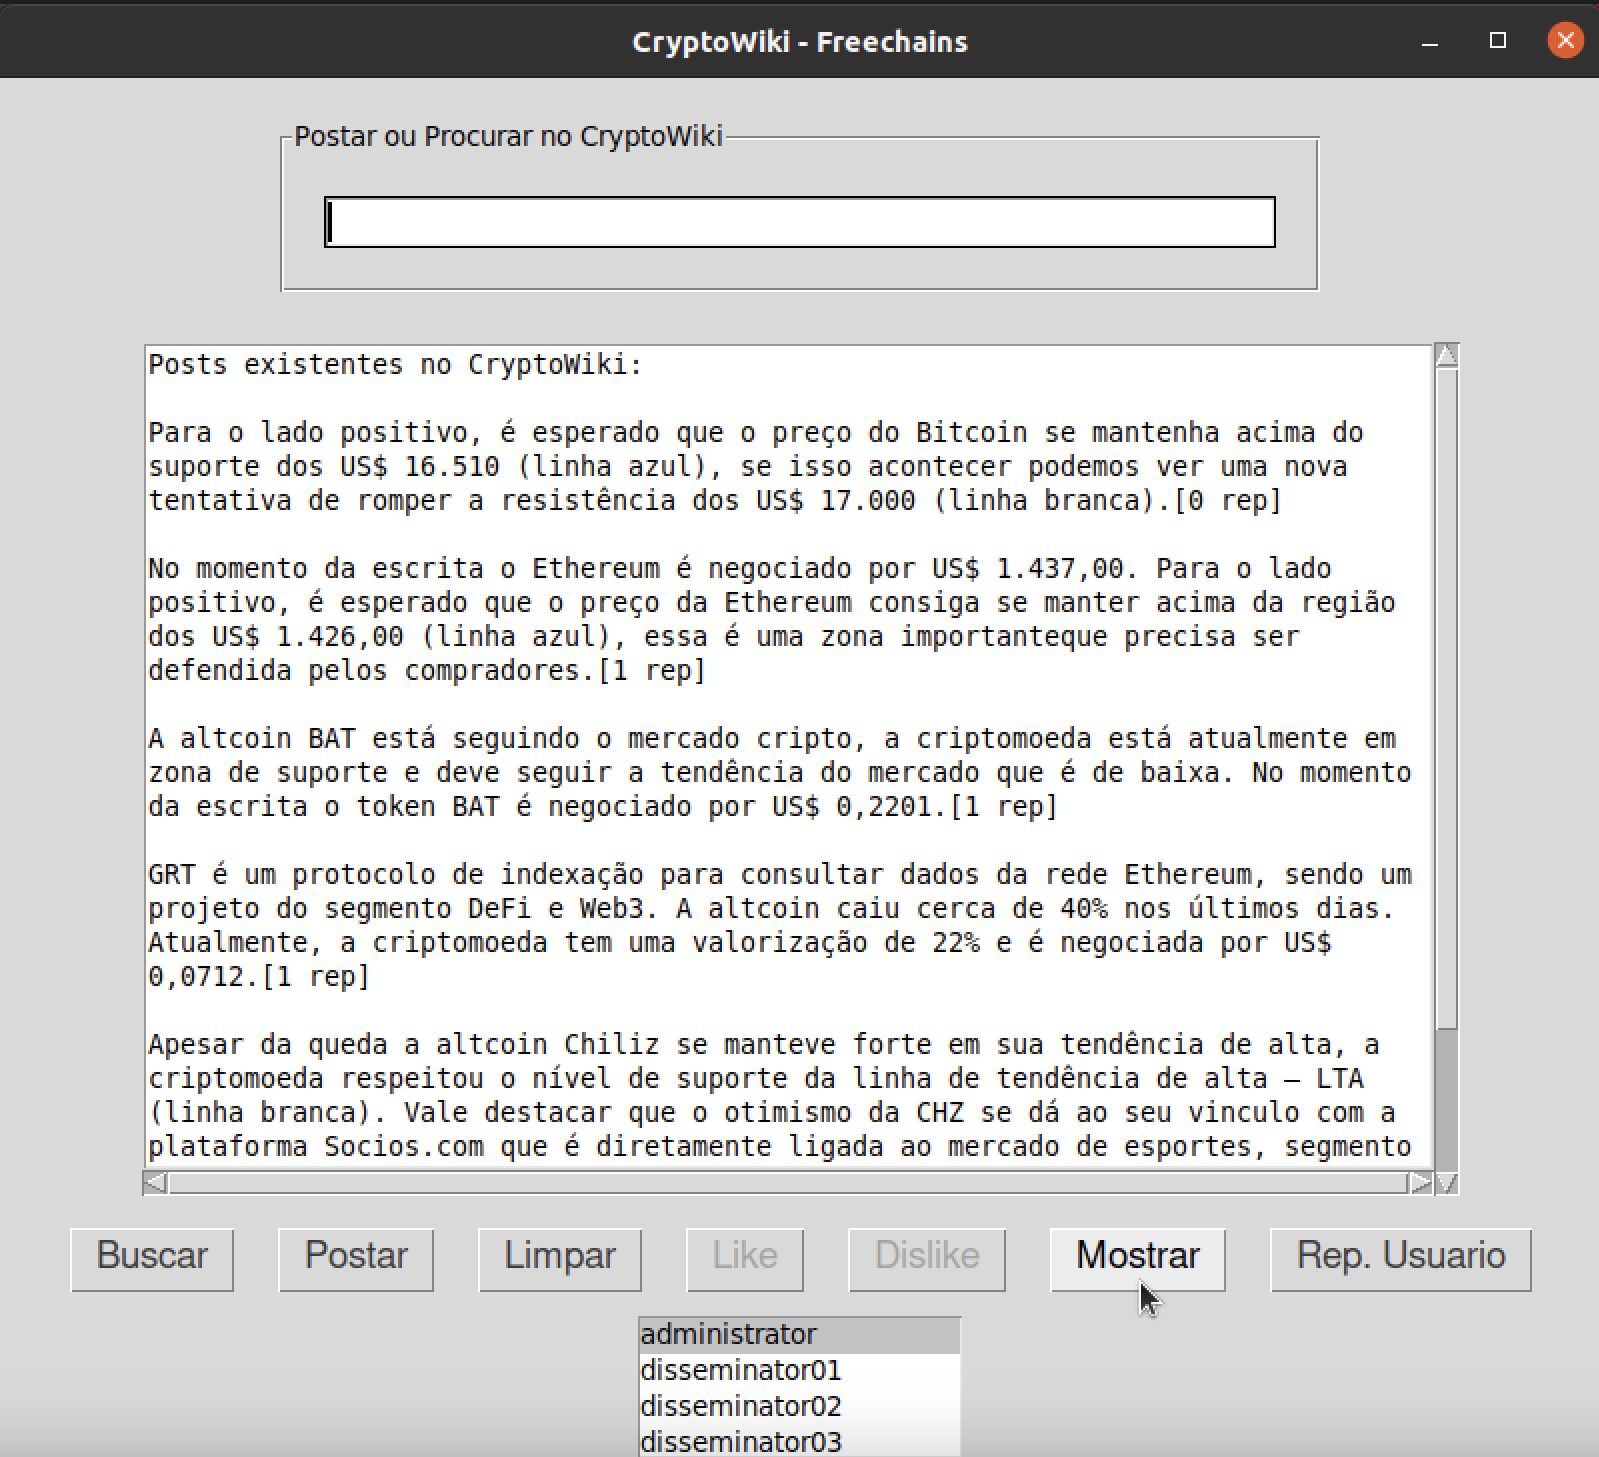 CryptoWiki - Freechains
Postar ou Procurar no CryptoWiki
Posts existentes no CryptoWiki:
Para o lado positivo, é esperado que o preço do Bitcoin se mantenha acima do
suporte dos US$ 16.510 (linha azul), se isso acontecer podemos ver uma nova
tentativa de romper a resistência dos US$ 17.000 (linha branca).[0 rep]
No momento da escrita o Ethereum é negociado por US$ 1.437,00. Para o lado
positivo, é esperado que o preço da Ethereum consiga se manter acima da região
dos US$ 1.426,00 (linha azul), essa é uma zona importanteque precisa ser
defendida pelos compradores.[1 rep]
A altcoin BAT está seguindo o mercado cripto, a criptomoeda está atualmente em
zona de suporte e deve seguir a tendência do mercado que é de baixa. No momento
da escrita o token BAT é negociado por US$ 0,2201.[1 rep]
GRT é um protocolo de indexação para consultar dados da rede Ethereum, sendo um
projeto do segmento DeFi e Web3. A altcoin caiu cerca de 40% nos últimos dias.
Atualmente, a criptomoeda tem uma valorização de 22% e é negociada por US$
0,0712.[1 rep]
Apesar da queda a altcoin Chiliz se manteve forte em sua tendência de alta, a
criptomoeda respeitou o nível de suporte da linha de tendência de alta – LTA
(linha branca). Vale destacar que o otimismo da CHZ se dá ao seu vinculo com a
plataforma Socios.com que é diretamente ligada ao mercado de esportes, segmento
Buscar Postar Limpar Like Dislike Mostrar Rep. Usuario
administrator
disseminator01
disseminator02
disseminator03